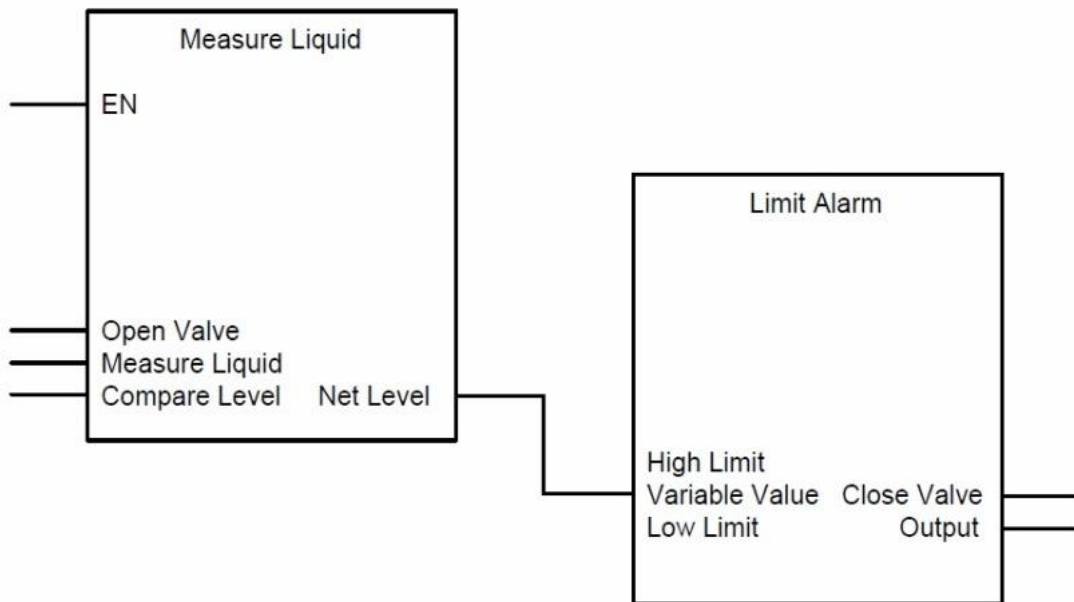 Measure Liquid
EN
Open Valve
Measure Liquid
Compare Level Net Level
Limit Alarm
High Limit
Variable Value Close Valve
Low Limit Output